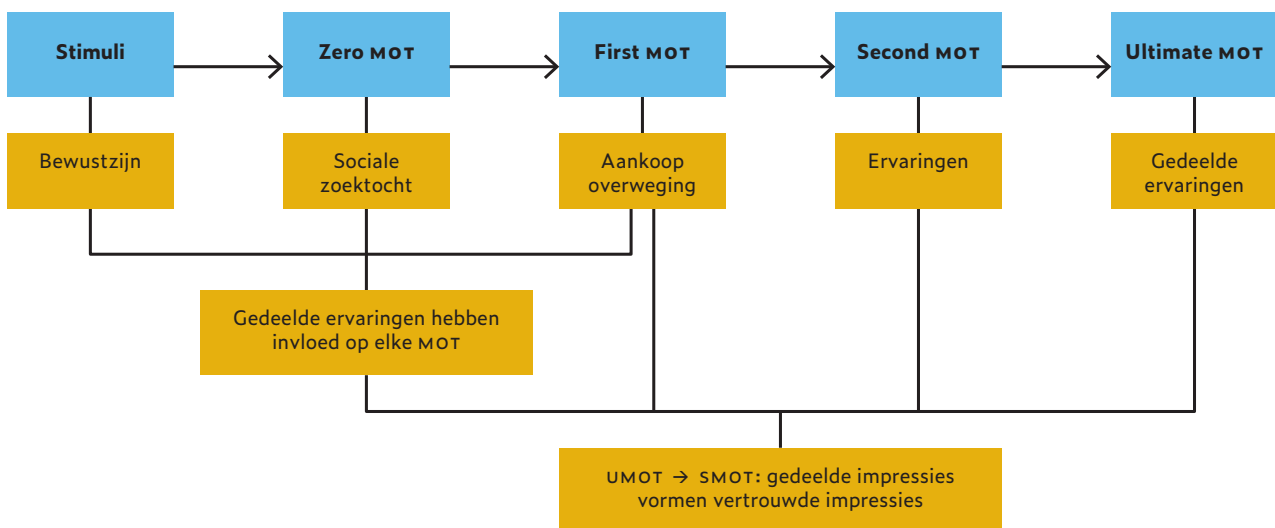 Stimuli
Zero MOT
First MOT
Second MOT
Ultimate MOT
Bewustzijn
Sociale
zoektocht
Aankoop
overweging
Ervaringen
Gedeelde
ervaringen
Gedeelde ervaringen hebben
invloed op elke MOT
UMOT → SMOT: gedeelde impressies
vormen vertrouwde impressies